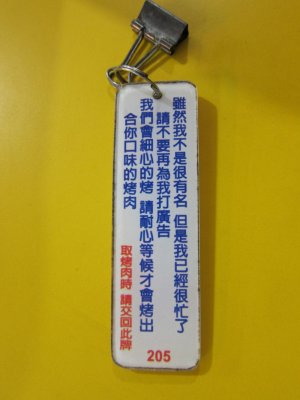 雖然我不是很有名 但是我已經很忙了
請不要再為我打廣告
我們會細心的烤 請耐心等候才會烤出
合你口味的烤肉
取烤肉時 請交回此牌
205